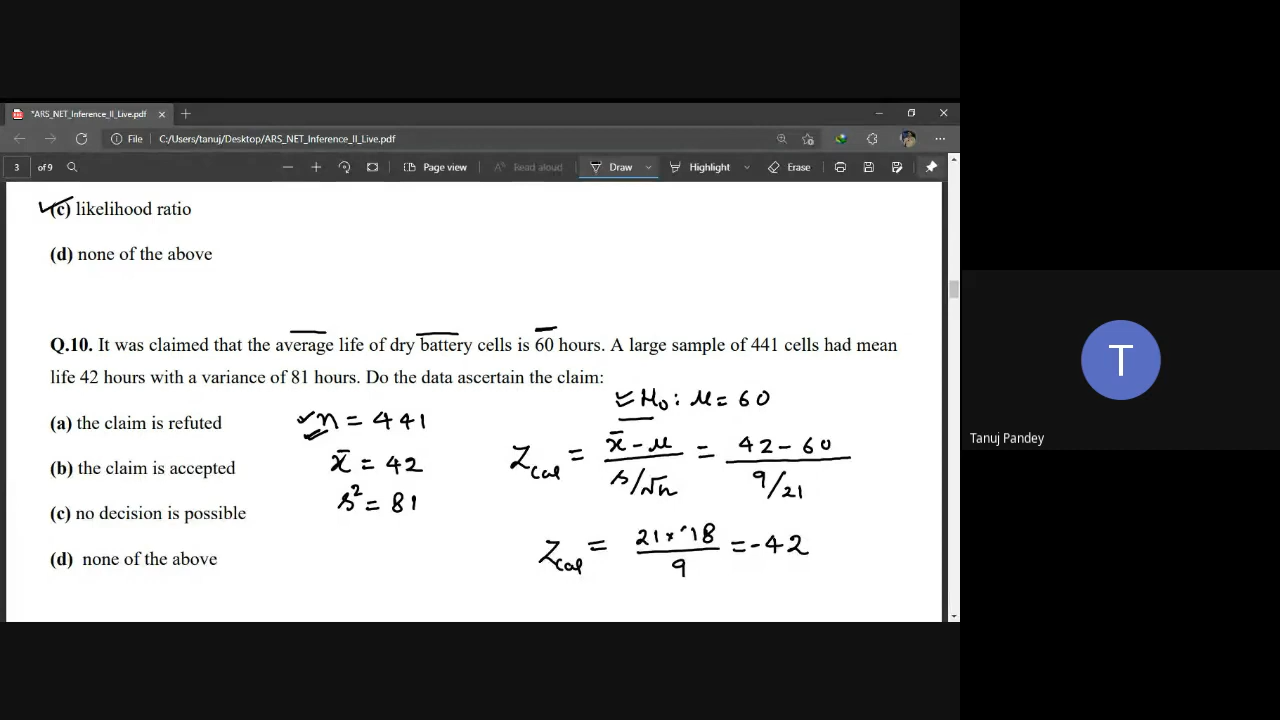 *ARS_NET_Inference_II_Live.pdf
File C:/Users/tanuj/Desktop/ARS_NET_Inference_II_Live.pdf
3 of 9 Page view Read aloud Draw Highlight Erase
(c) likelihood ratio
(d) none of the above
Q.10. It was claimed that the average life of dry battery cells is 60 hours. A large sample of 441 cells had mean
life 42 hours with a variance of 81 hours. Do the data ascertain the claim:
(a) the claim is refuted
(b) the claim is accepted
(c) no decision is possible
(d) none of the above
n = 441
x̄ = 42
s² = 81
H₀ : μ = 60
Zcal = x̄ - μ / s/√n = 42 - 60 / 9/21
Zcal = 21 × -18 / 9 = -42
T
Tanuj Pandey